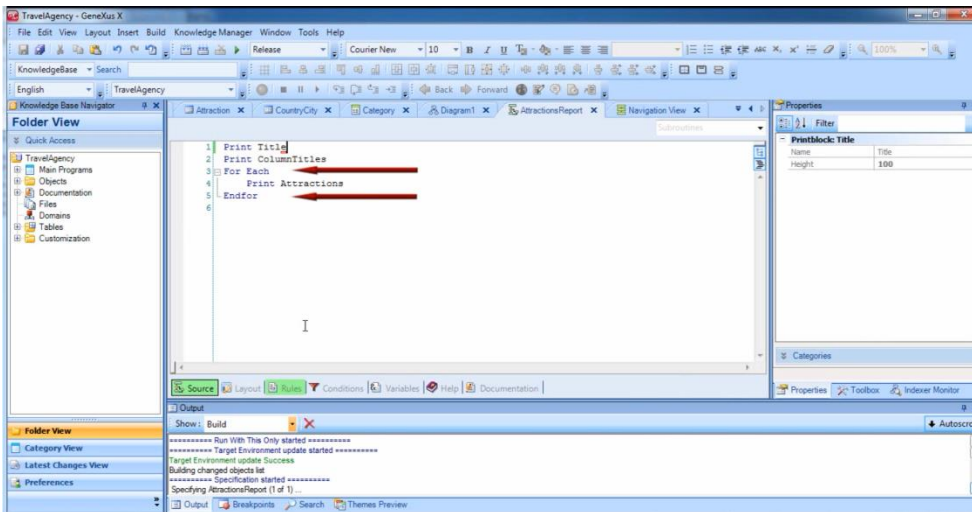 TravelAgency - GeneXus X
File Edit View Layout Insert Build Knowledge Manager Window Tools Help
Release Courier New 10 B I U ABC 100%
KnowledgeBase Search
English TravelAgency Back Forward
Knowledge Base Navigator
Folder View
Quick Access
TravelAgency
Main Programs
Objects
Documentation
Files
Domains
Tables
Customization
Folder View
Category View
Latest Changes View
Preferences
Attraction CountryCity Category Diagram1 AttractionsReport Navigation View
Subroutines
1 Print Title
2 Print ColumnTitles
3 For Each
4 Print Attractions
5 Endfor
6
Source Layout Rules Conditions Variables Help Documentation
Output
Show: Build Autoscro
========== Run With This Only started ==========
========== Target Environment update started ==========
Target Environment update Success
Building changed objects list
========== Specification started ==========
Specifying AttractionsReport (1 of 1) ...
Output Breakpoints Search Themes Preview
Properties
Filter
Printblock: Title
Name Title
Height 100
Categories
Properties Toolbox Indexer Monitor